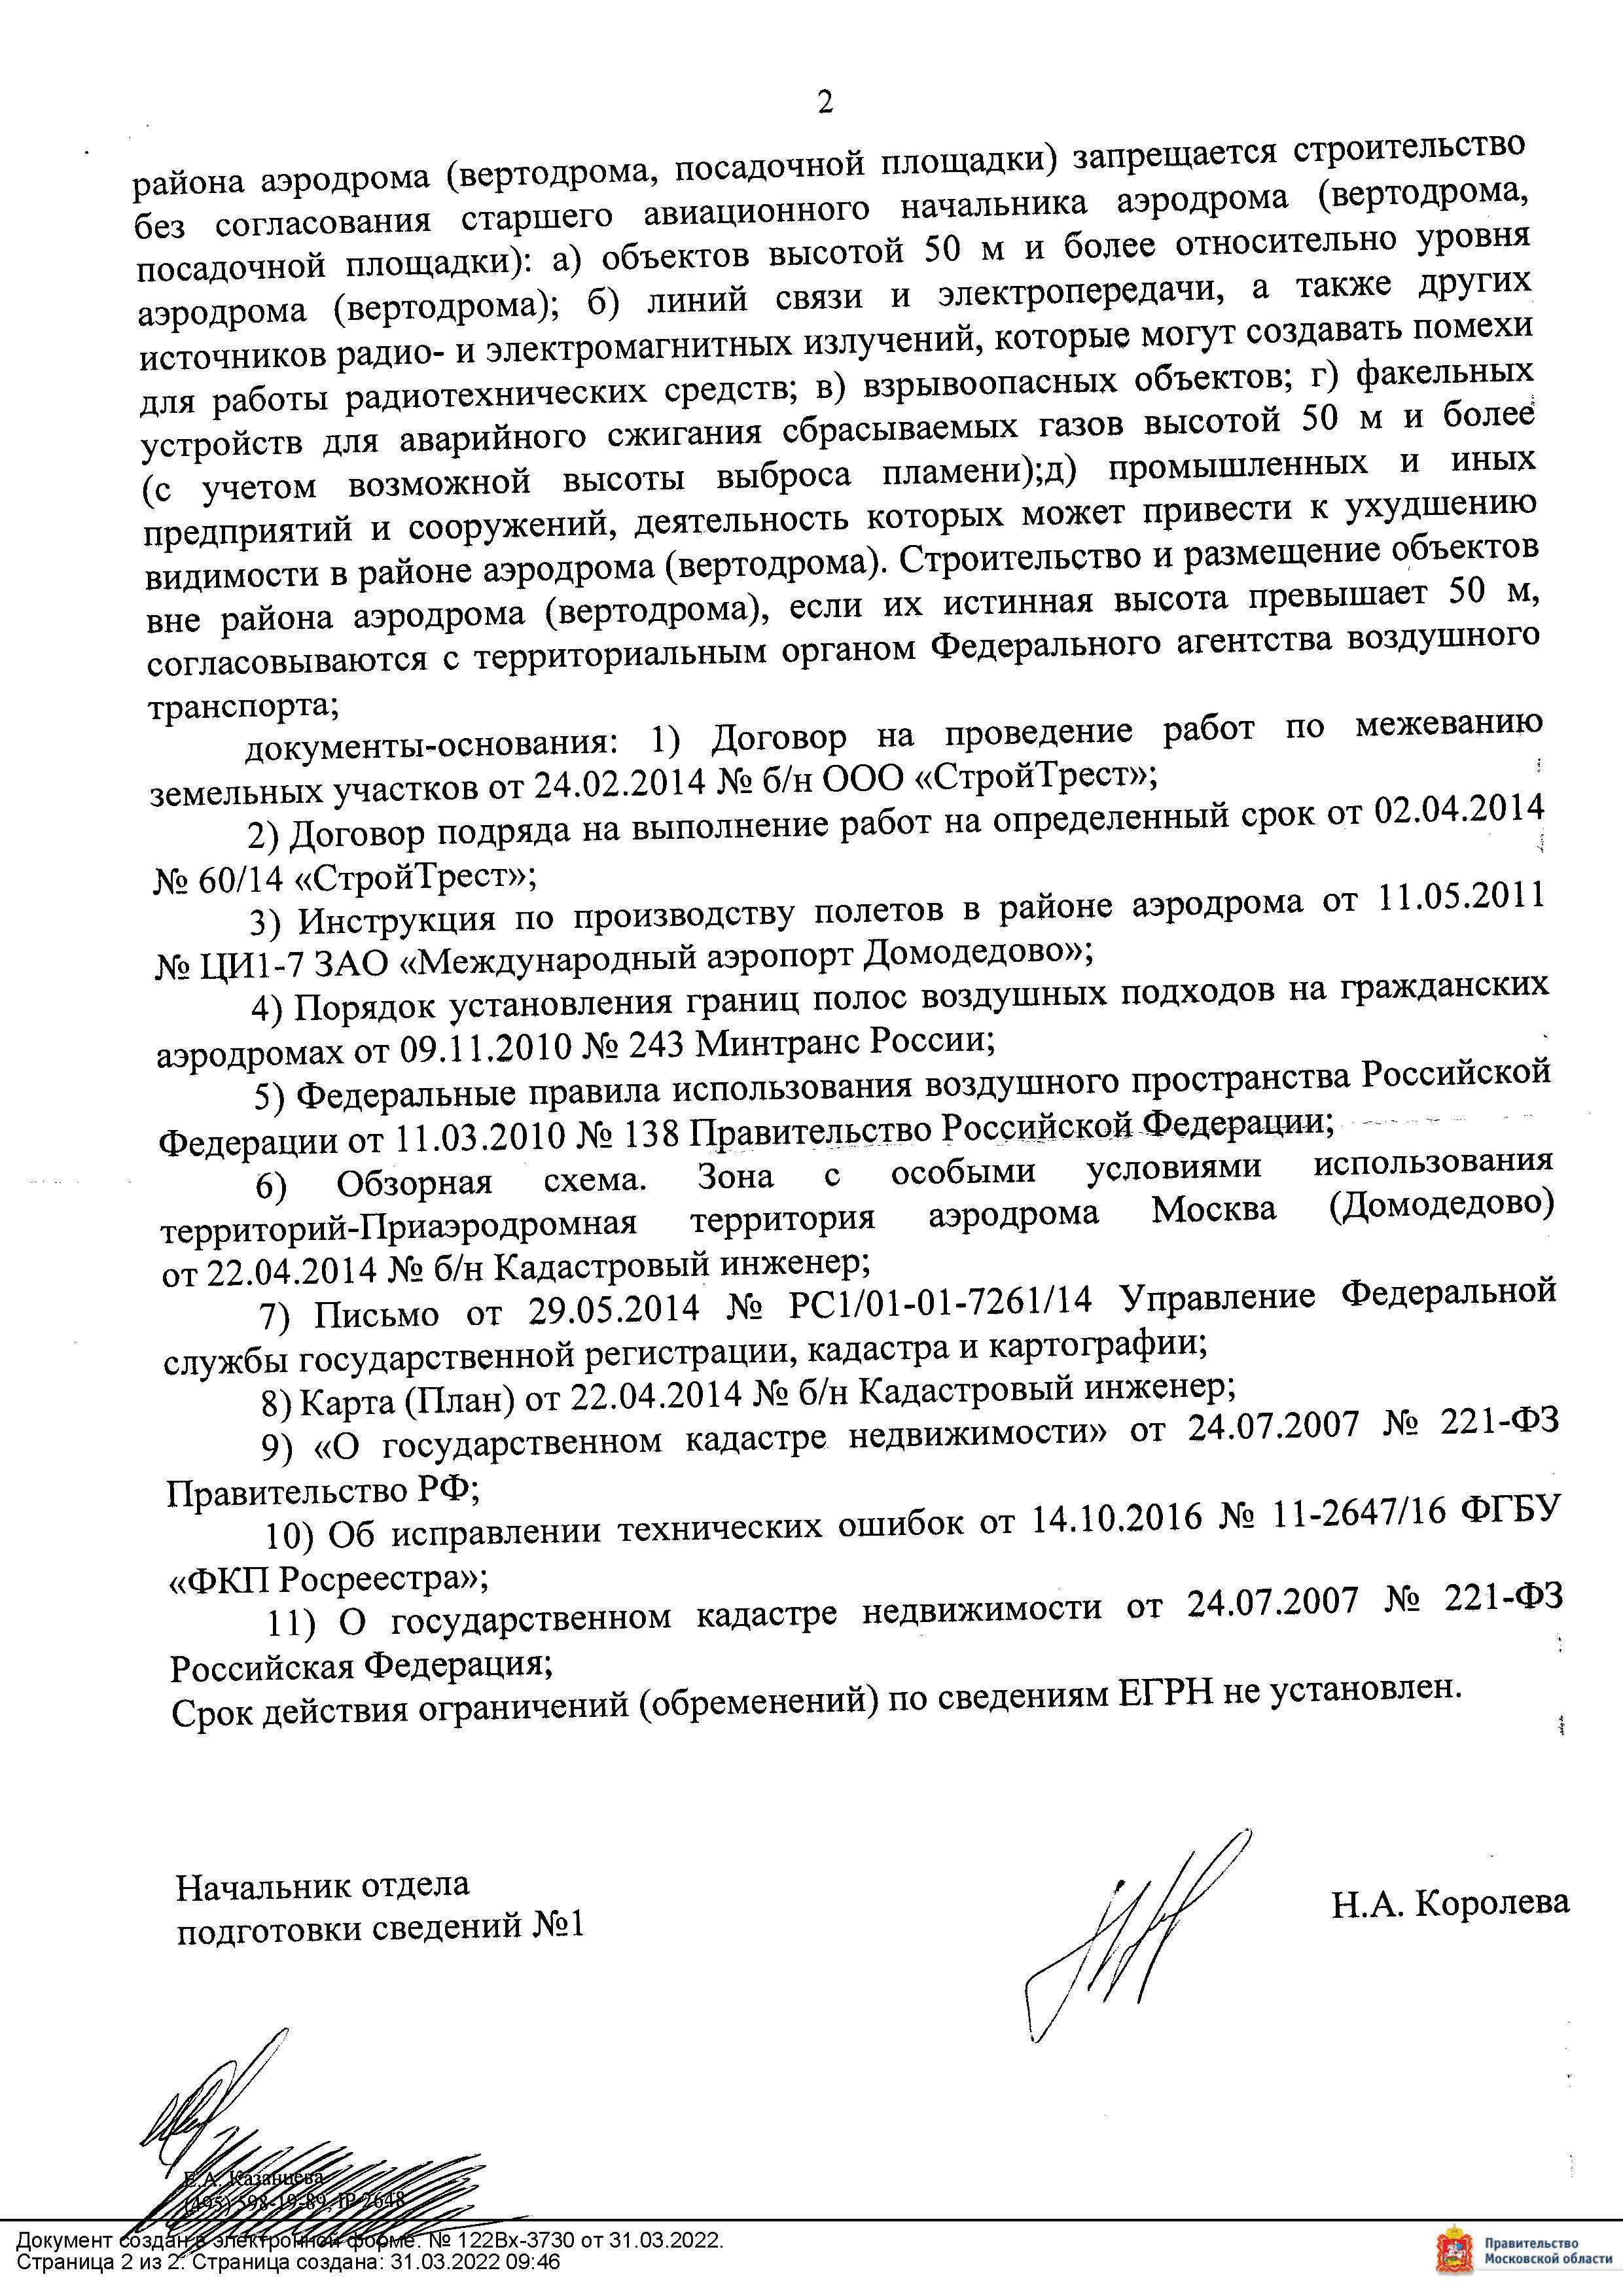 2
района аэродрома (вертодрома, посадочной площадки) запрещается строительство
без согласования старшего авиационного начальника аэродрома (вертодрома,
посадочной площадки): а) объектов высотой 50 м и более относительно уровня
аэродрома (вертодрома); б) линий связи и электропередачи, а также других
источников радио- и электромагнитных излучений, которые могут создавать помехи
для работы радиотехнических средств; в) взрывоопасных объектов; г) факельных
устройств для аварийного сжигания сбрасываемых газов высотой 50 м и более
(с учетом возможной высоты выброса пламени);д) промышленных и иных
предприятий и сооружений, деятельность которых может привести к ухудшению
видимости в районе аэродрома (вертодрома). Строительство и размещение объектов
вне района аэродрома (вертодрома), если их истинная высота превышает 50 м,
согласовываются с территориальным органом Федерального агентства воздушного
транспорта;
документы-основания: 1) Договор на проведение работ по межеванию
земельных участков от 24.02.2014 № б/н ООО «СтройТрест»;
2) Договор подряда на выполнение работ на определенный срок от 02.04.2014
№ 60/14 «СтройТрест»;
3) Инструкция по производству полетов в районе аэродрома от 11.05.2011
№ ЦИ1-7 ЗАО «Международный аэропорт Домодедово»;
4) Порядок установления границ полос воздушных подходов на гражданских
аэродромах от 09.11.2010 № 243 Минтранс России;
5) Федеральные правила использования воздушного пространства Российской
Федерации от 11.03.2010 № 138 Правительство Российской Федерации;
6) Обзорная схема. Зона с особыми условиями использования
территорий-Приаэродромная территория аэродрома Москва (Домодедово)
от 22.04.2014 № б/н Кадастровый инженер;
7) Письмо от 29.05.2014 № РС1/01-01-7261/14 Управление Федеральной
службы государственной регистрации, кадастра и картографии;
8) Карта (План) от 22.04.2014 № б/н Кадастровый инженер;
9) «О государственном кадастре недвижимости» от 24.07.2007 № 221-ФЗ
Правительство РФ;
10) Об исправлении технических ошибок от 14.10.2016 № 11-2647/16 ФГБУ
«ФКП Росреестра»;
11) О государственном кадастре недвижимости от 24.07.2007 № 221-ФЗ
Российская Федерация;
Срок действия ограничений (обременений) по сведениям ЕГРН не установлен.
Начальник отдела
подготовки сведений №1
Н.А. Королева
Е.А. Казанцева
(495) 598-19-89, IP 2648
Документ создан в электронной форме. № 122Вх-3730 от 31.03.2022.
Страница 2 из 2. Страница создана: 31.03.2022 09:46
Правительство
Московской области